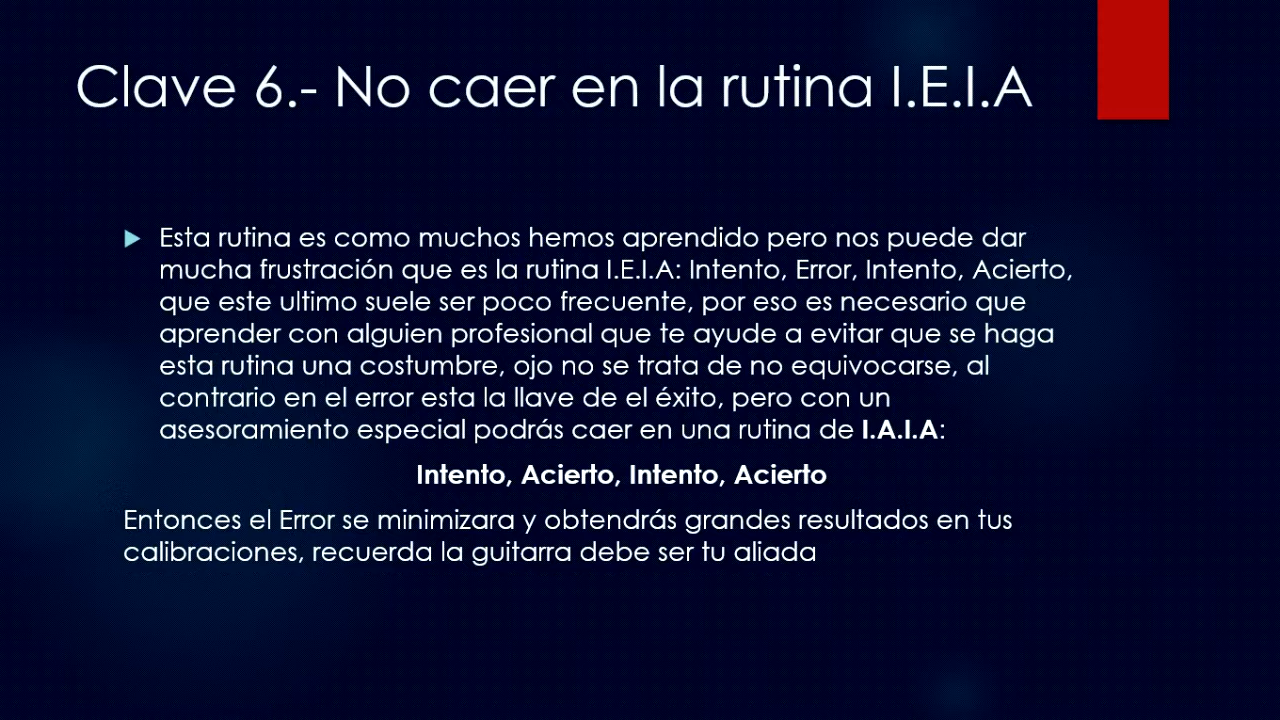 Clave 6.- No caer en la rutina I.E.I.A
Esta rutina es como muchos hemos aprendido pero nos puede dar
mucha frustración que es la rutina I.E.I.A: Intento, Error, Intento, Acierto,
que este ultimo suele ser poco frecuente, por eso es necesario que
aprender con alguien profesional que te ayude a evitar que se haga
esta rutina una costumbre, ojo no se trata de no equivocarse, al
contrario en el error esta la llave de el éxito, pero con un
asesoramiento especial podrás caer en una rutina de I.A.I.A:
Intento, Acierto, Intento, Acierto
Entonces el Error se minimizara y obtendrás grandes resultados en tus
calibraciones, recuerda la guitarra debe ser tu aliada